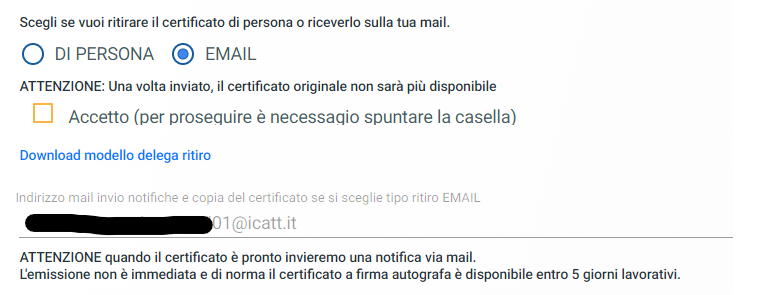 Scegli se vuoi ritirare il certificato di persona o riceverlo sulla tua mail.
DI PERSONA EMAIL
ATTENZIONE: Una volta inviato, il certificato originale non sarà più disponibile
Accetto (per proseguire è necessagio spuntare la casella)
Download modello delega ritiro
Indirizzo mail invio notifiche e copia del certificato se si sceglie tipo ritiro EMAIL
01@icatt.it
ATTENZIONE quando il certificato è pronto invieremo una notifica via mail.
L'emissione non è immediata e di norma il certificato a firma autografa è disponibile entro 5 giorni lavorativi.